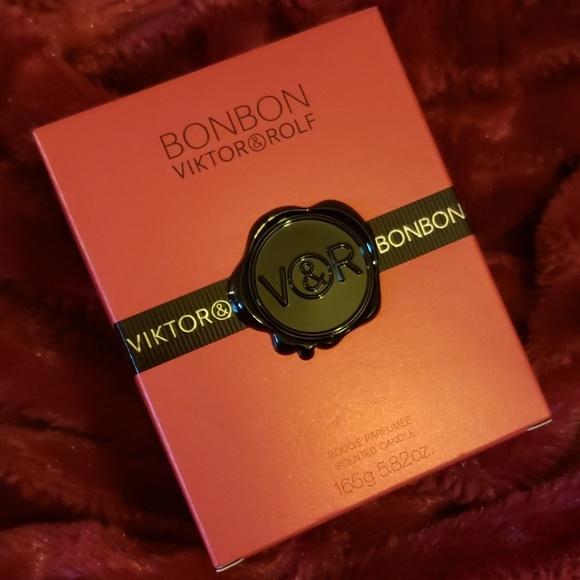 BONBON
VIKTOR&ROLF
V&R
VIKTOR&
BONBON
BOUGIE PARFUMÉE
SCENTED CANDLE
165g 5.82oz.